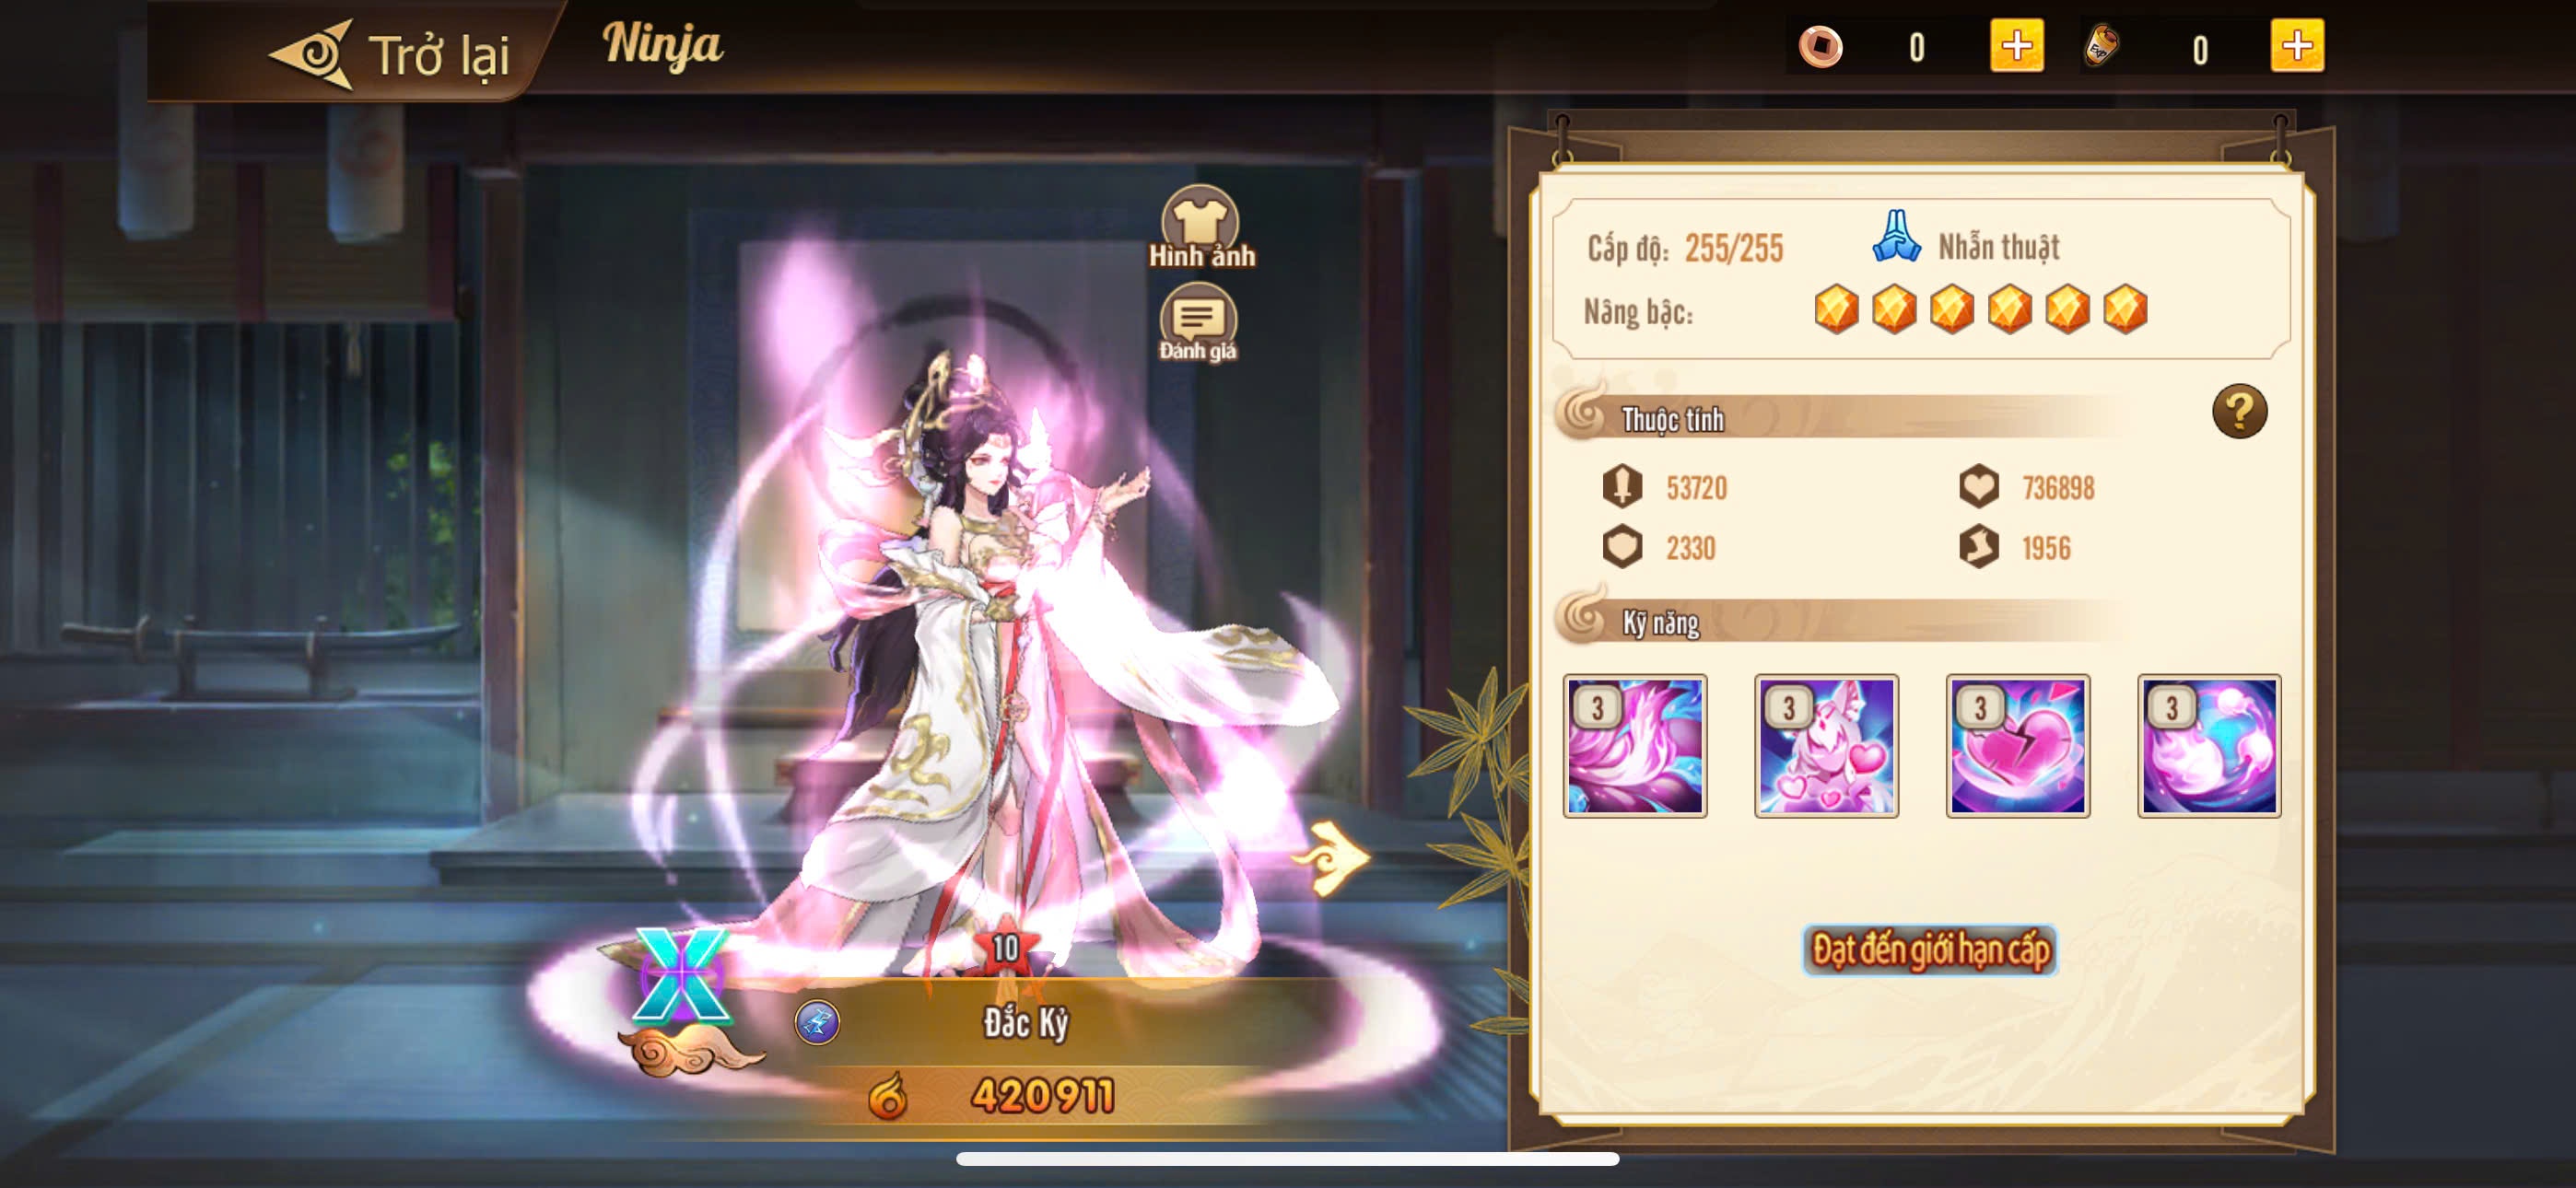 Trở lại
Ninja
0
0
Hình ảnh
Đánh giá
Cấp độ: 255/255
Nhẫn thuật
Nâng bậc:
Thuộc tính
?
53720
736898
2330
1956
Kỹ năng
3
3
3
3
Đạt đến giới hạn cấp
10
X
Đắc Kỷ
420911